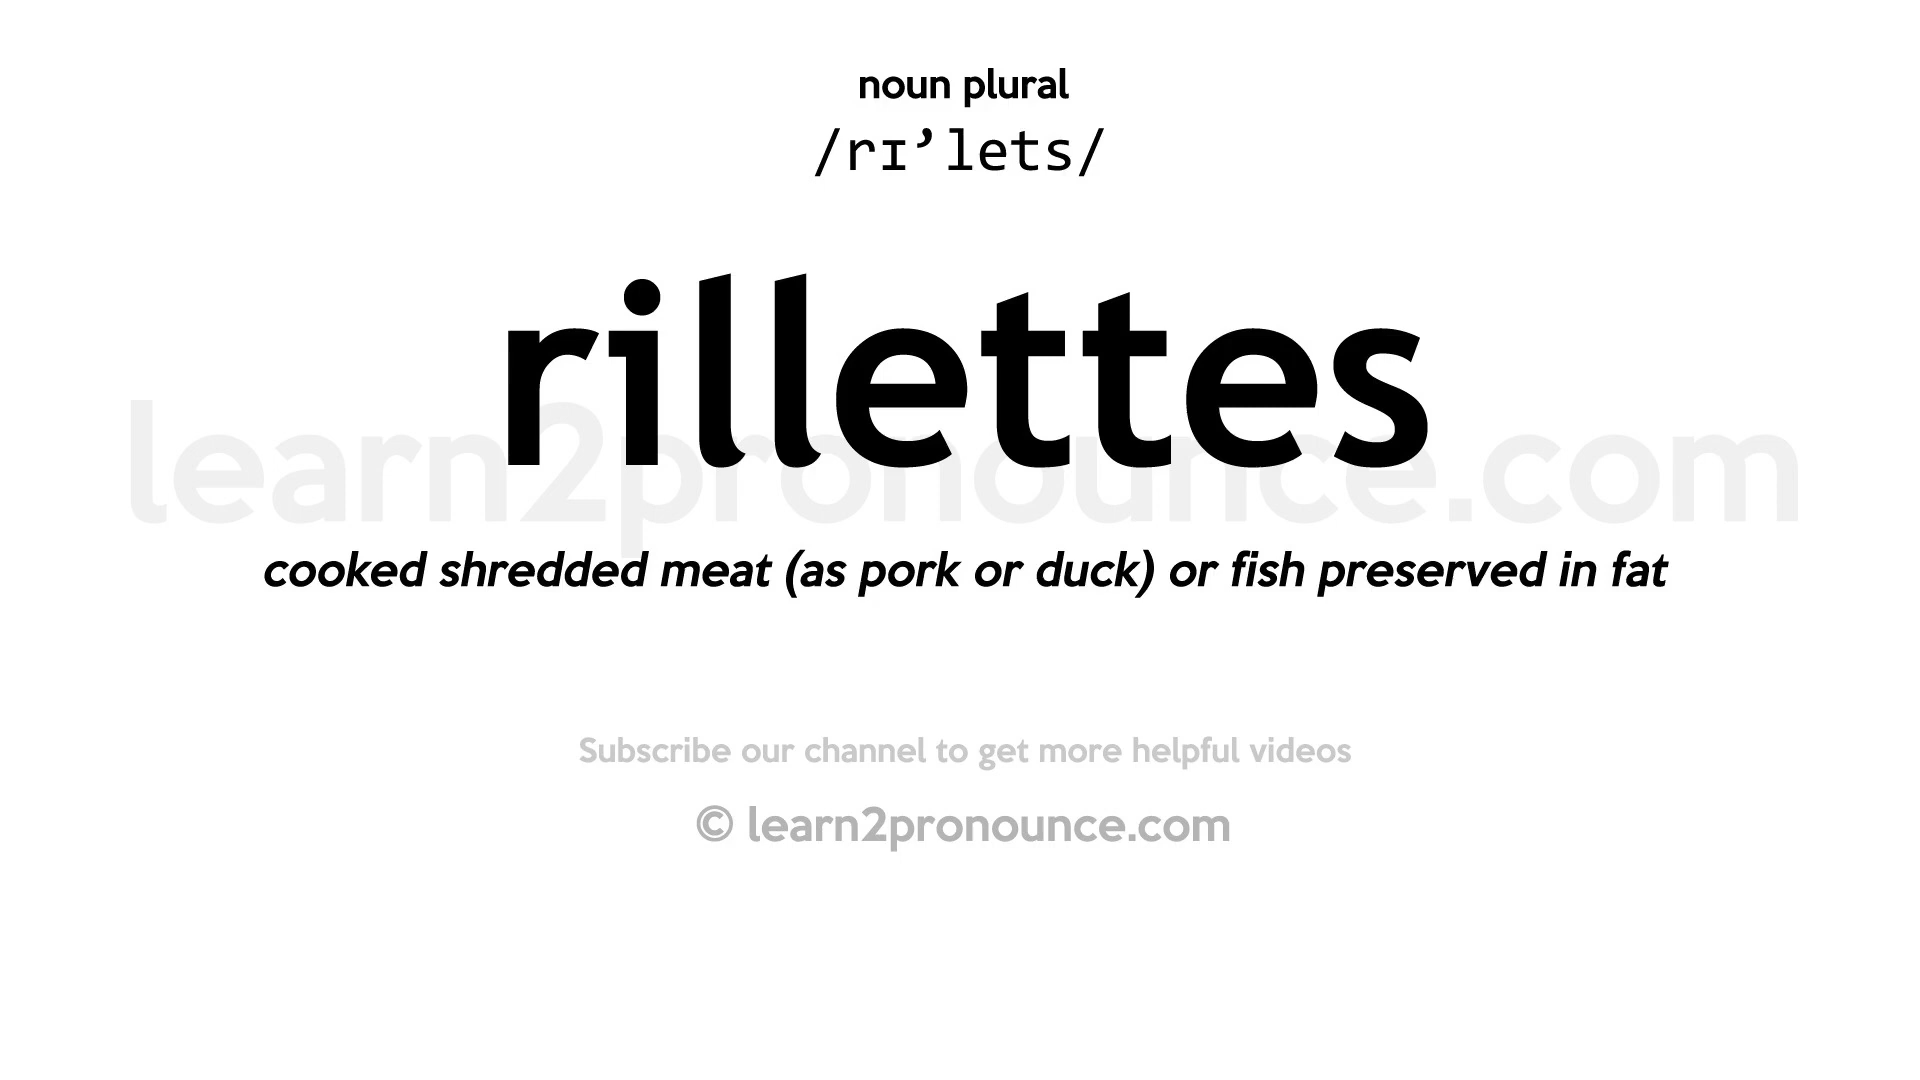 noun plural
/rɪ’lets/
rillettes
learn2pronounce.com
cooked shredded meat (as pork or duck) or fish preserved in fat
Subscribe our channel to get more helpful videos
© learn2pronounce.com